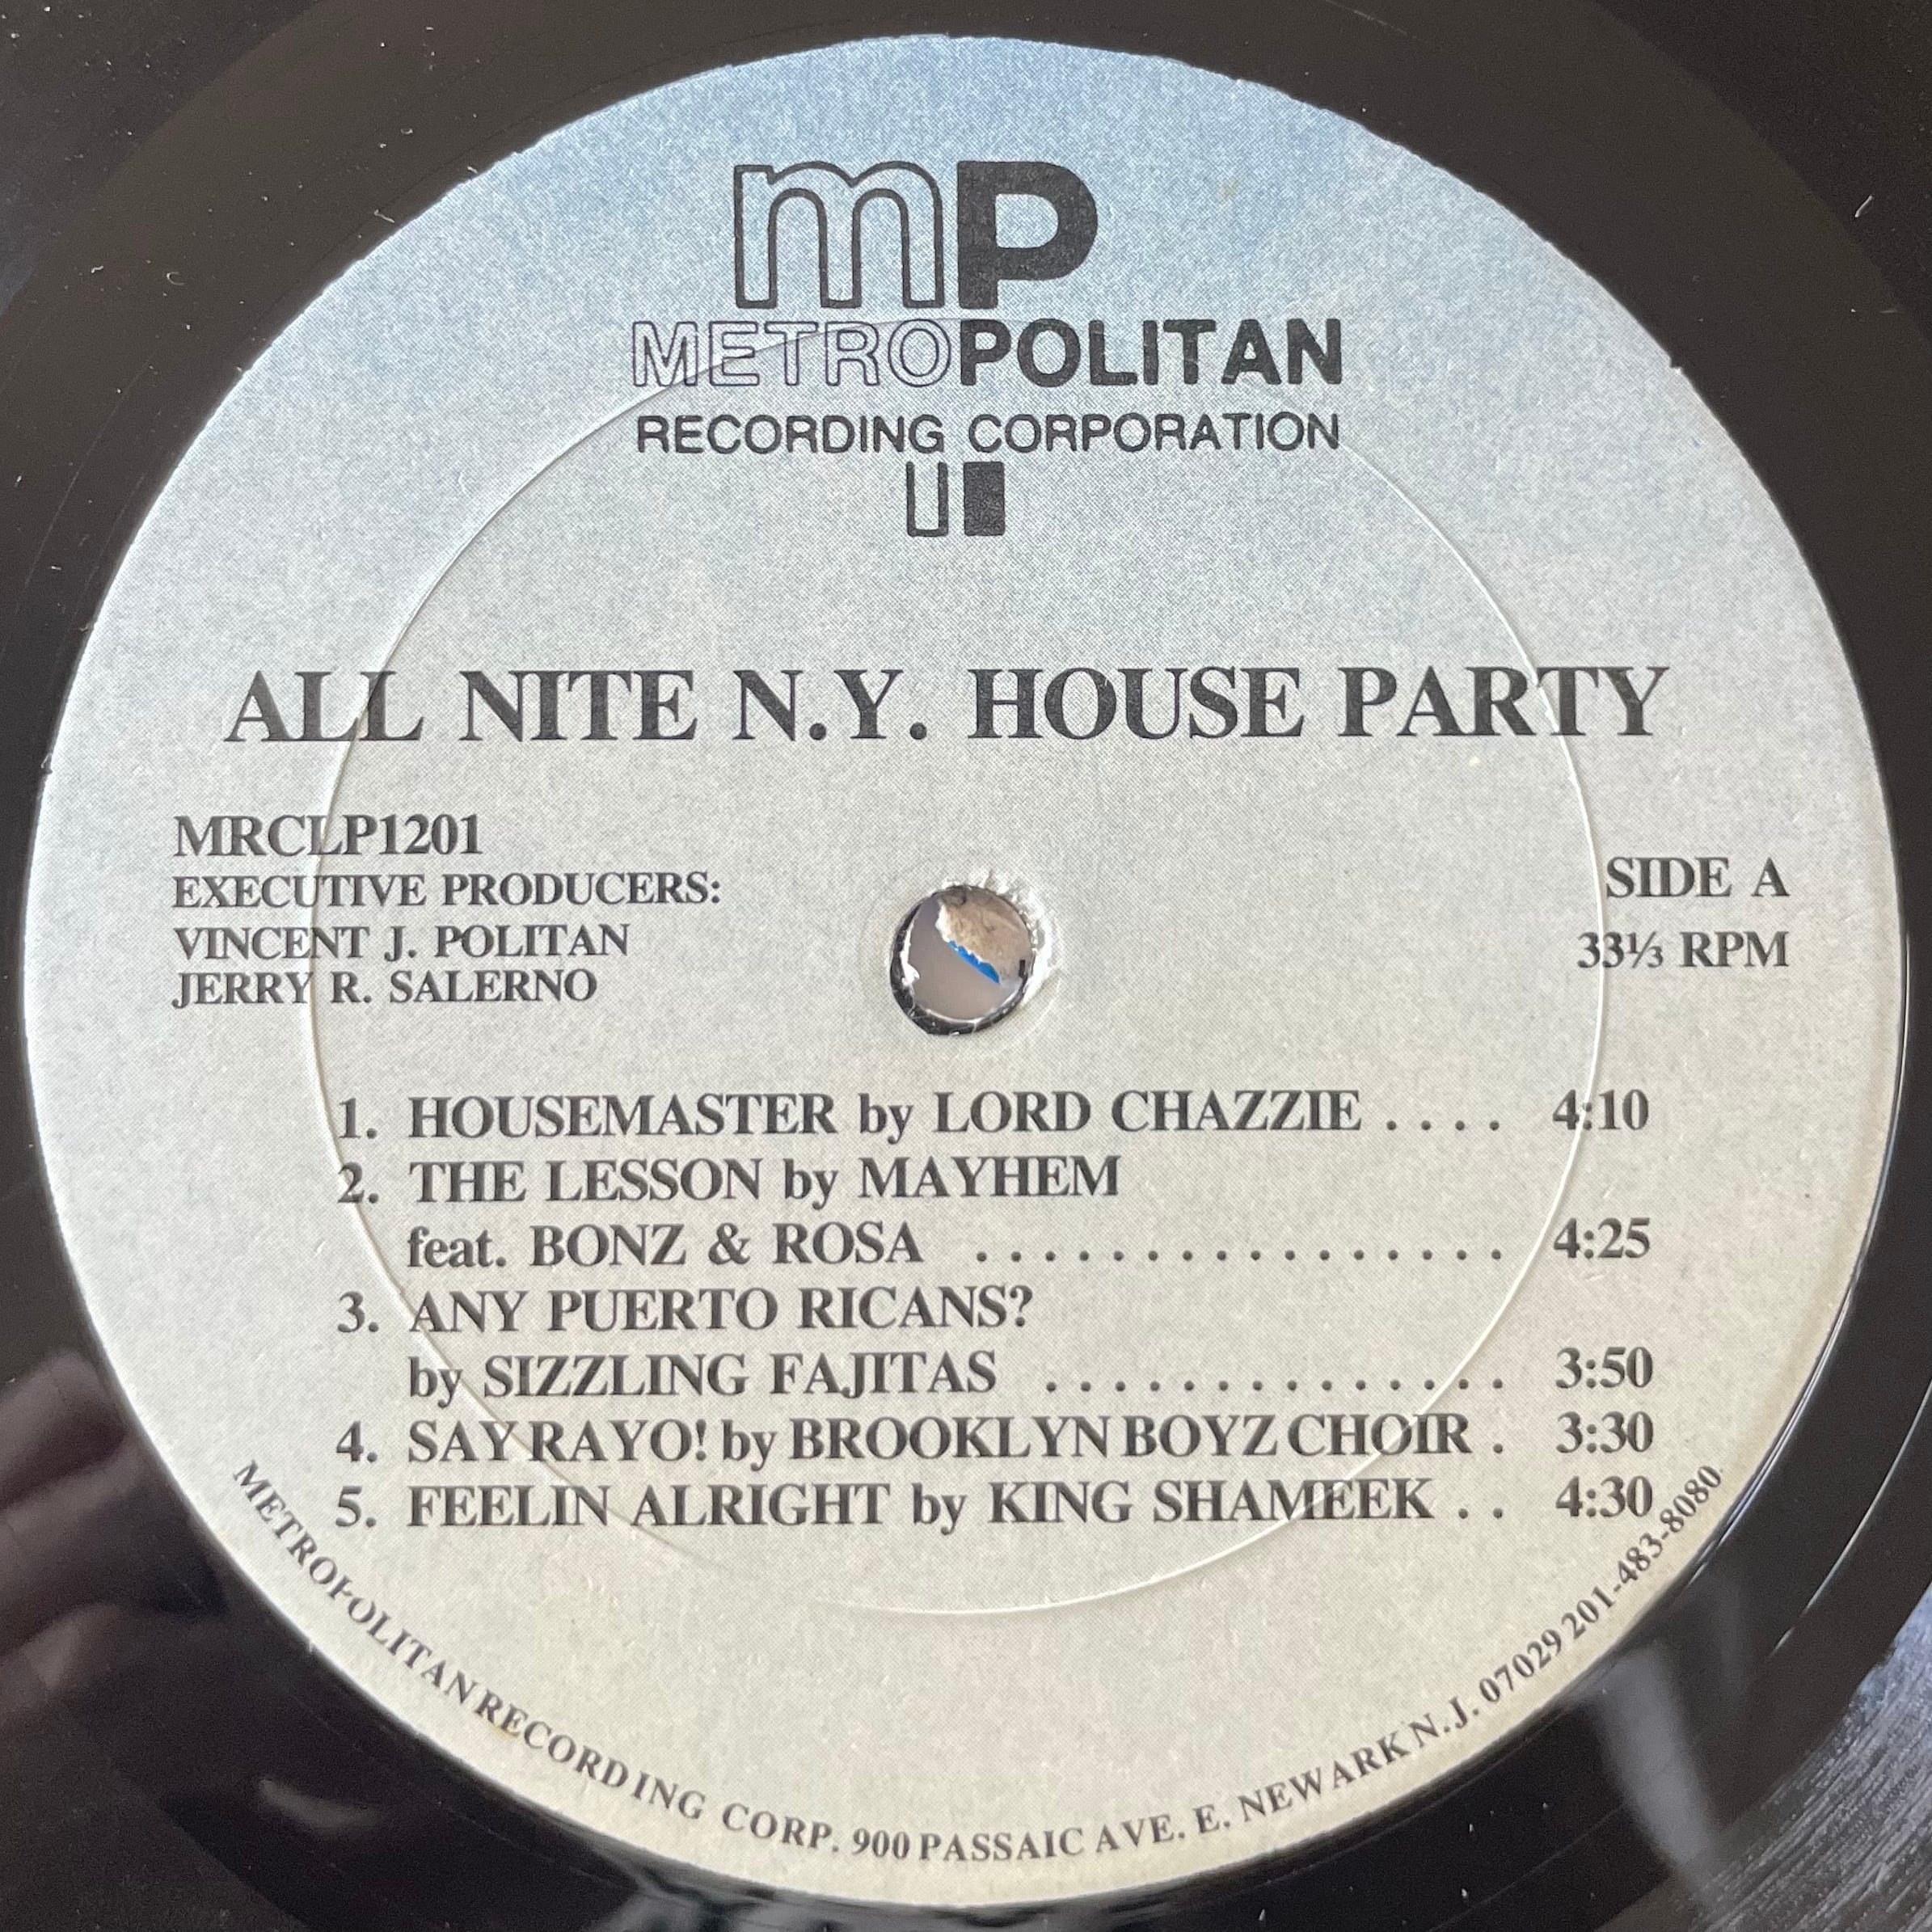 mP
METROPOLITAN
RECORDING CORPORATION
ALL NITE N.Y. HOUSE PARTY
MRCLP1201
EXECUTIVE PRODUCERS:
VINCENT J. POLITAN
JERRY R. SALERNO
SIDE A
33⅓ RPM
1. HOUSEMASTER by LORD CHAZZIE .... 4:10
2. THE LESSON by MAYHEM
feat. BONZ & ROSA .................... 4:25
3. ANY PUERTO RICANS?
by SIZZLING FAJITAS ................. 3:50
4. SAY RAYO! by BROOKLYN BOYZ CHOIR . 3:30
5. FEELIN ALRIGHT by KING SHAMEEK .. 4:30
METROPOLITAN RECORDING CORP. 900 PASSAIC AVE. E. NEWARK N.J. 07029 201-483-8080